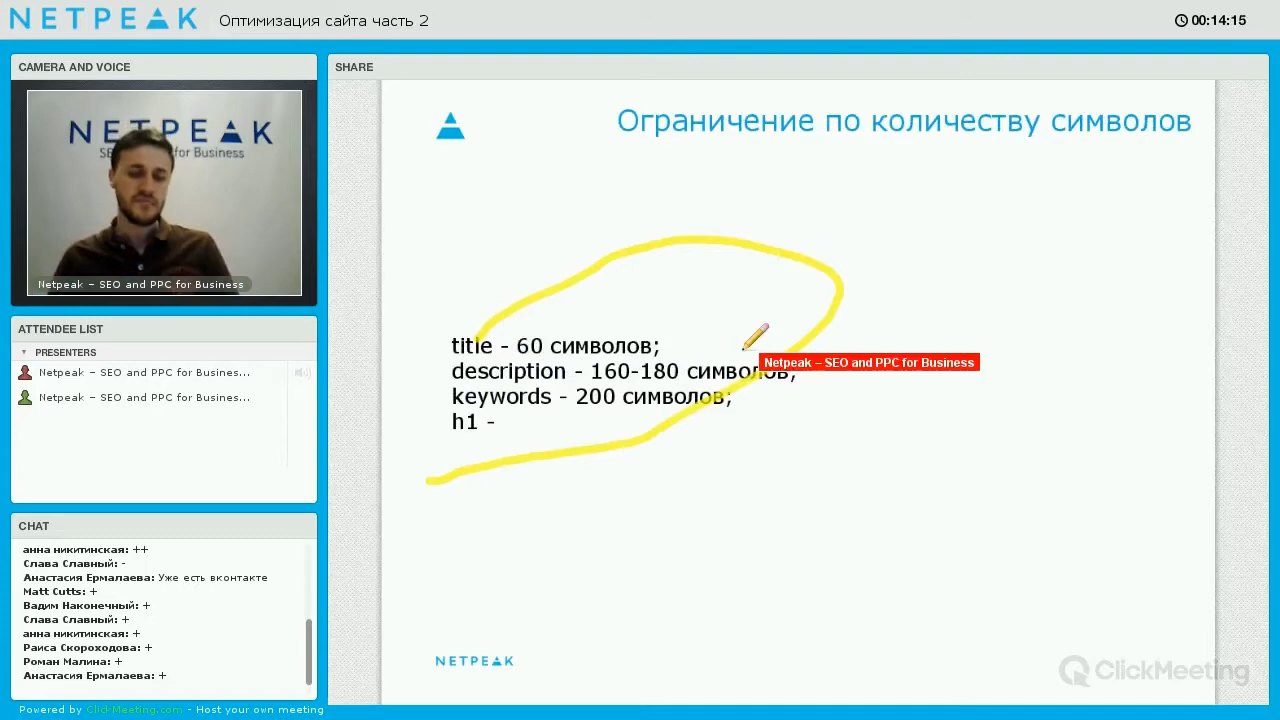 NETPEAK
Оптимизация сайта часть 2
00:14:15
CAMERA AND VOICE
NETPEAK
for Business
Netpeak – SEO and PPC for Business
ATTENDEE LIST
PRESENTERS
Netpeak – SEO and PPC for Busines...
Netpeak – SEO and PPC for Busines...
CHAT
анна никитинская: ++
Слава Славный: -
Анастасия Ермалаева: Уже есть вконтакте
Matt Cutts: +
Вадим Наконечный: +
Слава Славный: +
анна никитинская: +
Раиса Скороходова: +
Роман Малина: +
Анастасия Ермалаева: +
Powered by ClickMeeting.com - Host your own meeting
SHARE
Ограничение по количеству символов
title - 60 символов;
description - 160-180 символов;
keywords - 200 символов;
h1 -
Netpeak – SEO and PPC for Business
NETPEAK
ClickMeeting